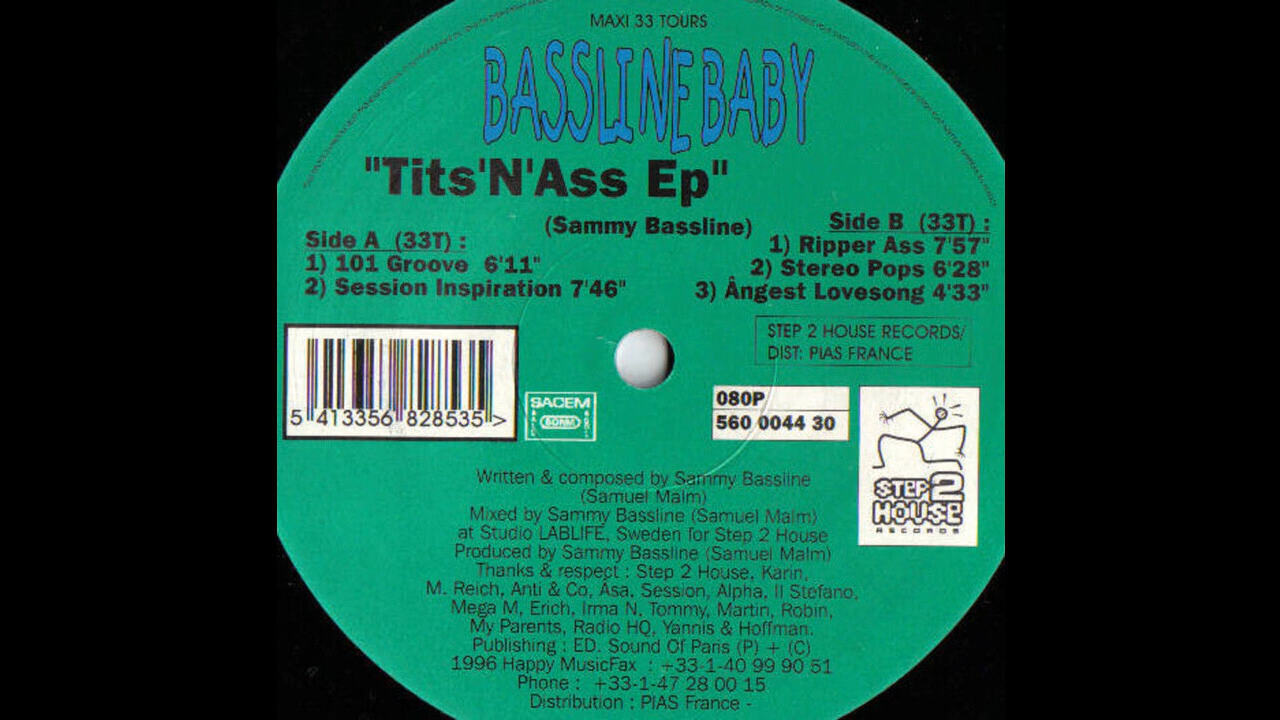 MAXI 33 TOURS
BASSLINE BABY
"Tits'N'Ass Ep"
(Sammy Bassline)
Side A (33T) :
1) 101 Groove 6'11"
2) Session Inspiration 7'46"
Side B (33T) :
1) Ripper Ass 7'57"
2) Stereo Pops 6'28"
3) Ångest Lovesong 4'33"
STEP 2 HOUSE RECORDS/
DIST: PIAS FRANCE
5 413356 828535 >
SACEM
080P
560 0044 30
STEP 2
HOUSE
RECORDS
Written & composed by Sammy Bassline
(Samuel Malm)
Mixed by Sammy Bassline (Samuel Malm)
at Studio LABLIFE, Sweden for Step 2 House
Produced by Sammy Bassline (Samuel Malm)
Thanks & respect : Step 2 House, Karin,
M. Reich, Anti & Co, Åsa, Session, Alpha, Il Stefano,
Mega M, Erich, Irma N, Tommy, Martin, Robin,
My Parents, Radio HQ, Yannis & Hoffman.
Publishing : ED. Sound Of Paris (P) + (C)
1996 Happy MusicFax : +33-1-40 99 90 51
Phone : +33-1-47 28 00 15
Distribution : PIAS France -